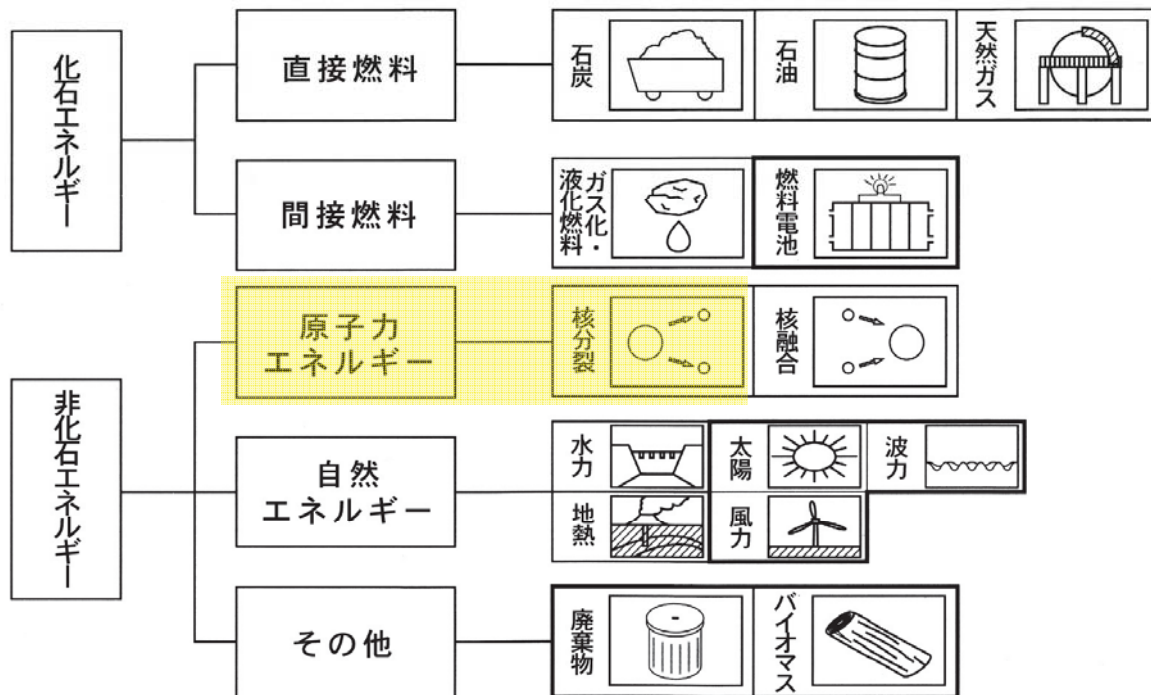 化石エネルギー
直接燃料
石炭
石油
天然ガス
間接燃料
ガス化・
液化燃料
燃料電池
非化石エネルギー
原子力
エネルギー
核分裂
核融合
自然
エネルギー
水力
太陽
波力
地熱
風力
その他
廃棄物
バイオマス